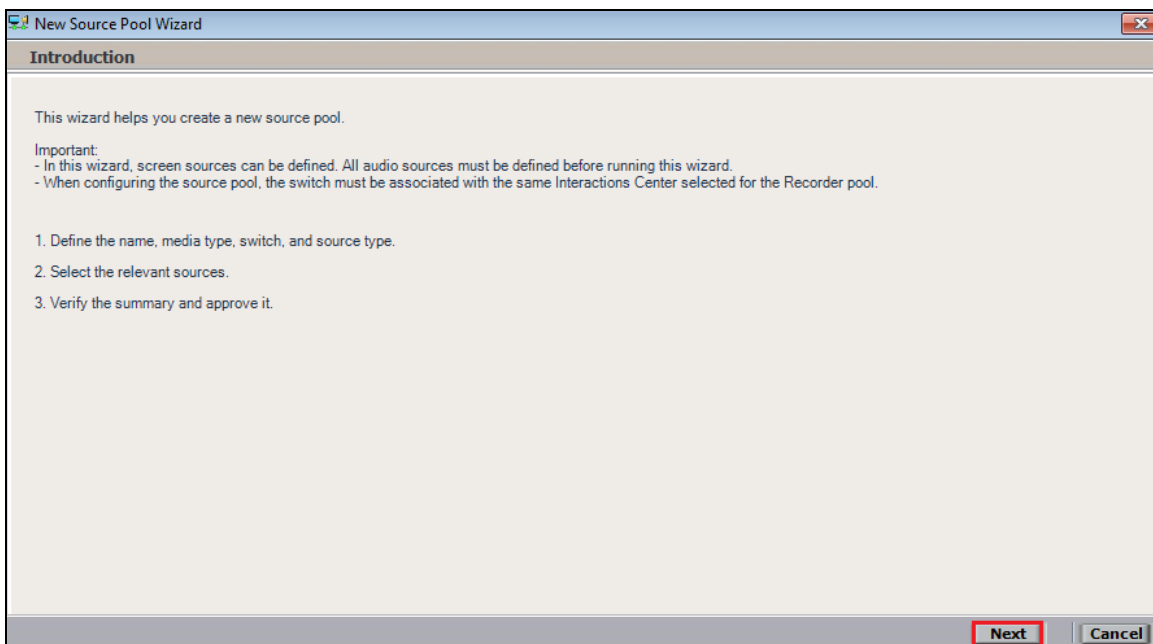 New Source Pool Wizard
Introduction
This wizard helps you create a new source pool.
Important:
- In this wizard, screen sources can be defined. All audio sources must be defined before running this wizard.
- When configuring the source pool, the switch must be associated with the same Interactions Center selected for the Recorder pool.
1. Define the name, media type, switch, and source type.
2. Select the relevant sources.
3. Verify the summary and approve it.
Next
Cancel